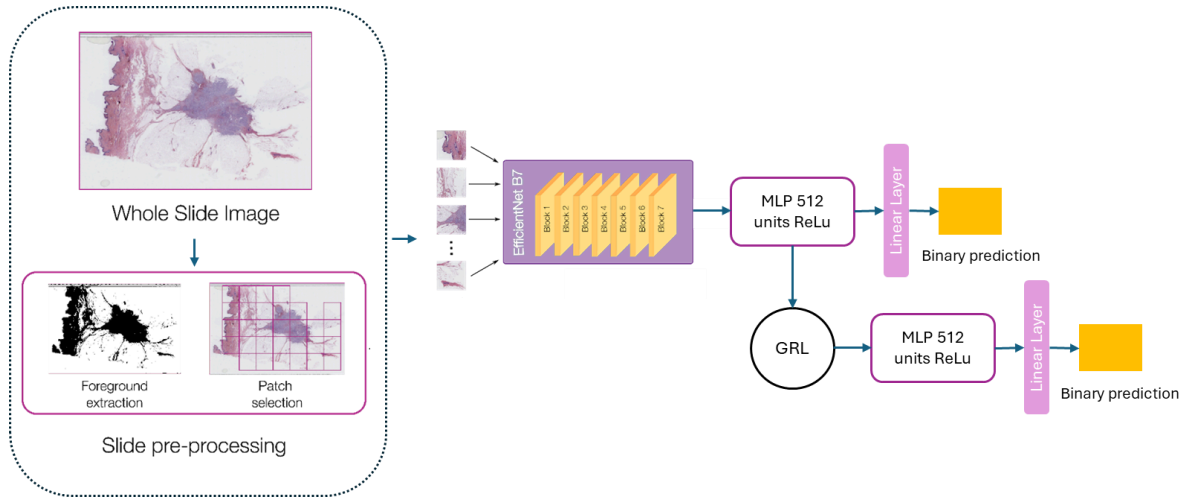 Whole Slide Image
Foreground
extraction
Patch
selection
Slide pre-processing
EfficientNet B7
Block 1
Block 2
Block 3
Block 4
Block 5
Block 6
Block 7
MLP 512
units ReLu
Linear Layer
Binary prediction
GRL
MLP 512
units ReLu
Linear Layer
Binary prediction